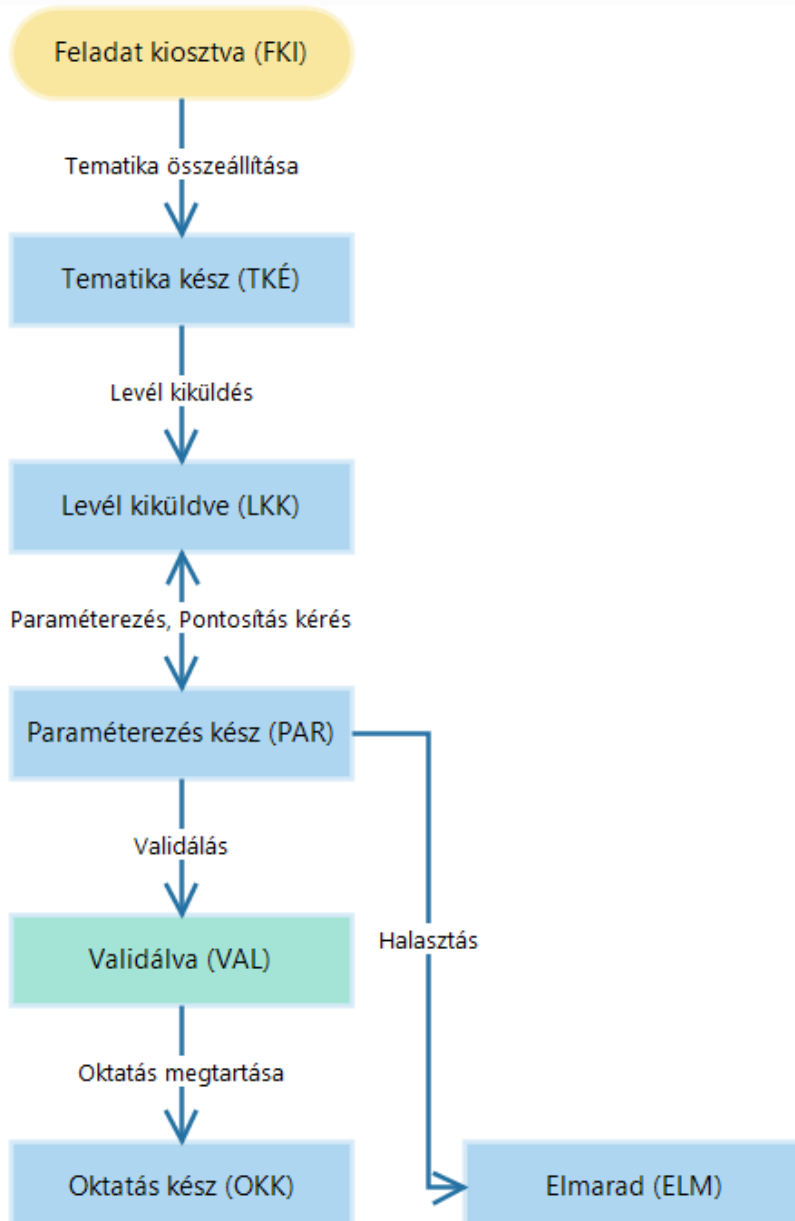 Feladat kiosztva (FKI)
Tematika összeállítása
Tematika kész (TKÉ)
Levél kiküldés
Levél kiküldve (LKK)
Paraméterezés, Pontosítás kérés
Paraméterezés kész (PAR)
Validálás
Validálva (VAL)
Halasztás
Oktatás megtartása
Oktatás kész (OKK)
Elmarad (ELM)